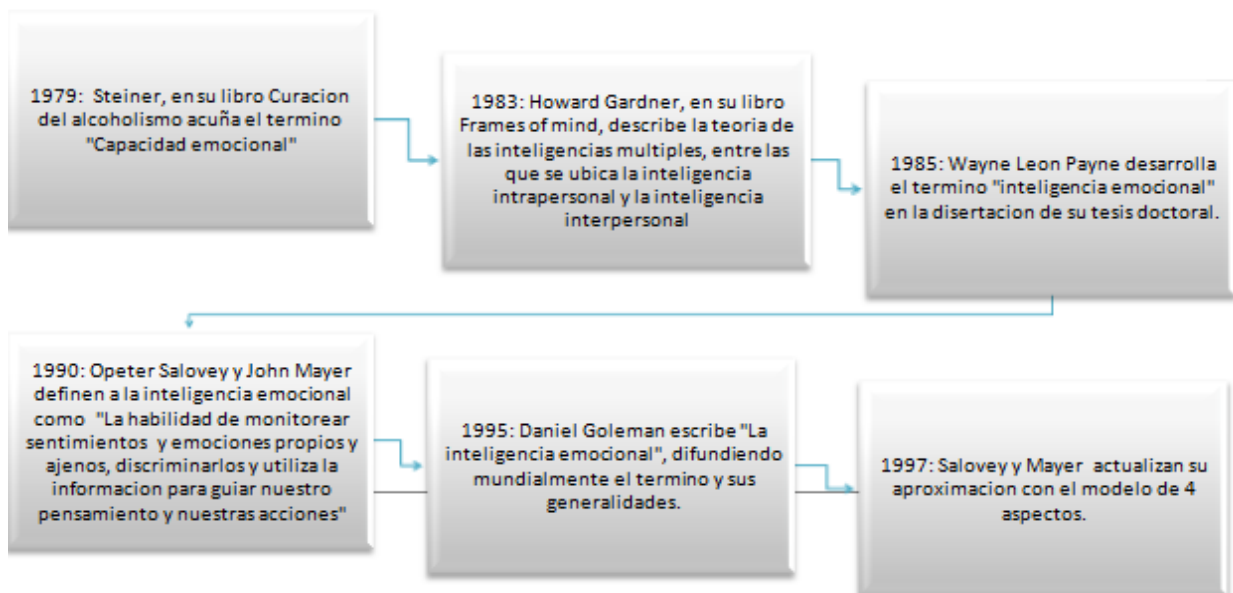 1979:  Steiner, en su libro Curacion
del alcoholismo acuña el termino
"Capacidad emocional"
1983: Howard Gardner, en su libro
Frames of mind, describe la teoria de
las inteligencias multiples, entre las
que se ubica la inteligencia
intrapersonal y la inteligencia
interpersonal
1985: Wayne Leon Payne desarrolla
el termino "inteligencia emocional"
en la disertacion de su tesis doctoral.
1990: Opeter Salovey y John Mayer
definen a la inteligencia emocional
como  "La habilidad de monitorear
sentimientos  y emociones propios y
ajenos, discriminarlos y utiliza la
informacion para guiar nuestro
pensamiento y nuestras acciones"
1995: Daniel Goleman escribe "La
inteligencia emocional", difundiendo
mundialmente el termino y sus
generalidades.
1997: Salovey y Mayer  actualizan su
aproximacion con el modelo de 4
aspectos.